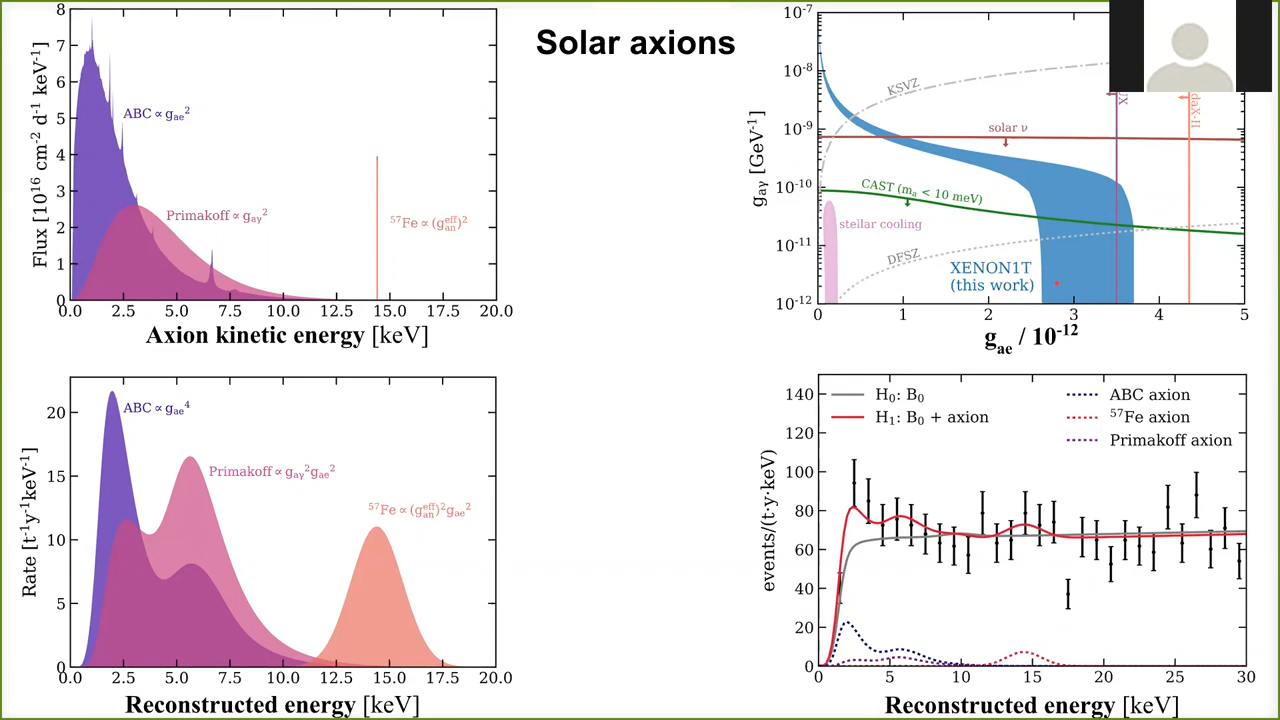 Solar axions
8
7
6
5
4
3
2
1
0
Flux [10¹⁶ cm⁻² d⁻¹ keV⁻¹]
ABC ∝ gₐₑ²
Primakoff ∝ gₐᵧ²
⁵⁷Fe ∝ (gₐₙᵉᶠᶠ)²
0.0 2.5 5.0 7.5 10.0 12.5 15.0 17.5 20.0
Axion kinetic energy [keV]
10⁻⁷
10⁻⁸
10⁻⁹
10⁻¹⁰
10⁻¹¹
10⁻¹²
gₐᵧ [GeV⁻¹]
KSVZ
solar ν
CAST (mₐ < 10 meV)
stellar cooling
DFSZ
XENON1T
(this work)
0 1 2 3 4 5
gₐₑ / 10⁻¹²
20
15
10
5
0
Rate [t⁻¹y⁻¹keV⁻¹]
ABC ∝ gₐₑ⁴
Primakoff ∝ gₐᵧ²gₐₑ²
⁵⁷Fe ∝ (gₐₙᵉᶠᶠ)²gₐₑ²
0.0 2.5 5.0 7.5 10.0 12.5 15.0 17.5 20.0
Reconstructed energy [keV]
140
120
100
80
60
40
20
0
events/(t·y·keV)
H₀: B₀
H₁: B₀ + axion
ABC axion
⁵⁷Fe axion
Primakoff axion
0 5 10 15 20 25 30
Reconstructed energy [keV]